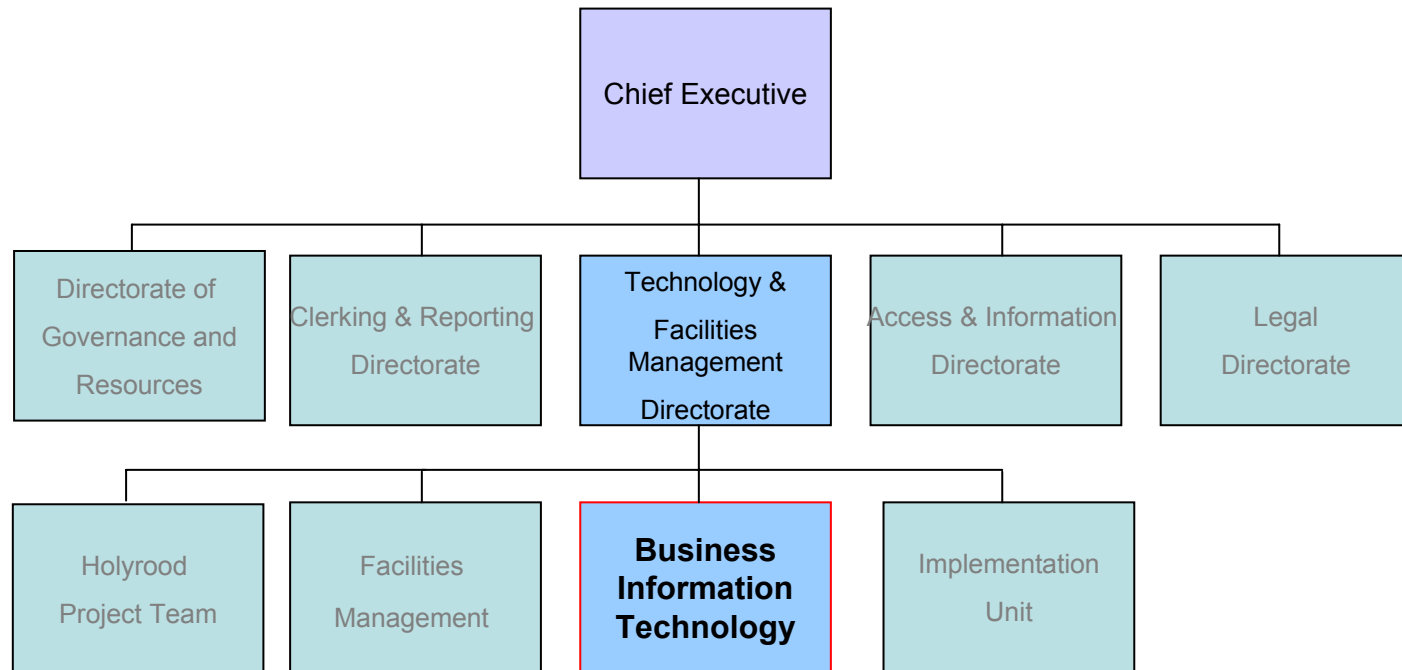 Chief Executive
Directorate of
Governance and
Resources
Clerking & Reporting
Directorate
Technology &
Facilities
Management
Directorate
Access & Information
Directorate
Legal
Directorate
Holyrood
Project Team
Facilities
Management
Business
Information
Technology
Implementation
Unit